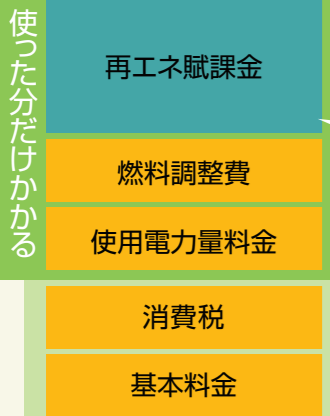 使った分だけかかる
再エネ賦課金
燃料調整費
使用電力量料金
消費税
基本料金